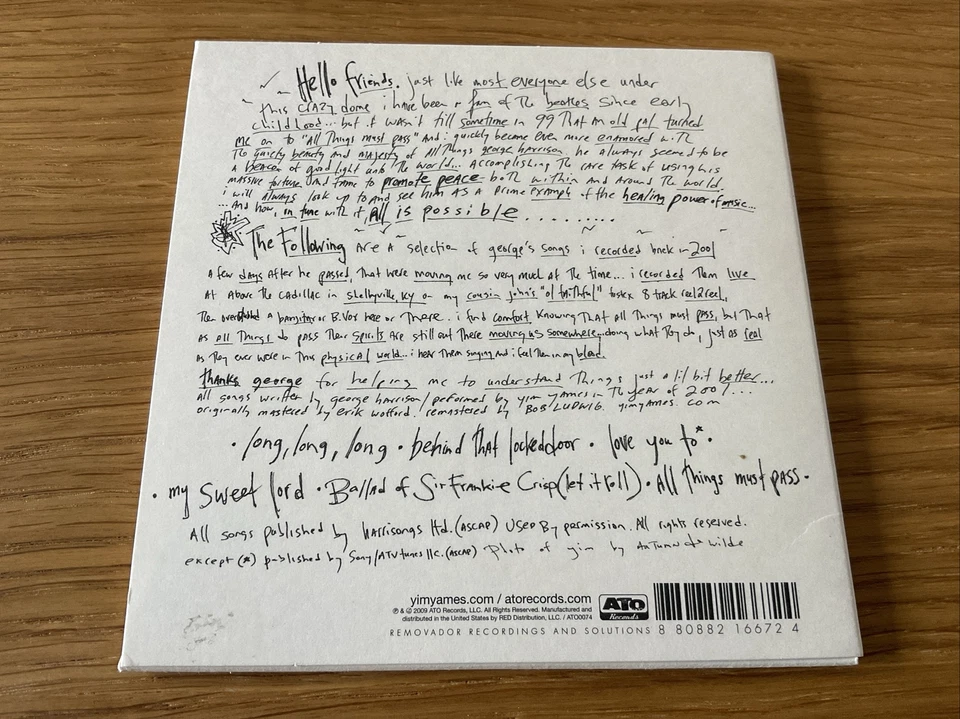 Hello friends. just like most everyone else under
this CRAZY dome i have been a fan of The beatles since early
childhood... but it wasn't till sometime in 99 That an old pal turned
me on to "All Things must pass" And i quickly became even more enamored with
The quiet beauty and majesty of All Things george harrison. he always seemed to be
a beacon of good light unto The world... Accomplishing The rare task of using his
massive fortune and fame to promote peace both within and around The world.
i will always look up to and see him as a prime example of the healing power of music...
...And how, in tune with it, All is possible.........
The Following are a selection of george's songs i recorded back in 2001
a few days after he passed, That were moving me so very much at the time... i recorded Them live
at above the cadillac in shelbyville, KY on my cousin john's "ol faithful" fostex 8 track reel 2 reel,
Then overdubbed a banjitar or B.Vox here or There. i find comfort knowing THAT All Things must pass, but That
as all Things do pass Their spirits are still out There moving us somewhere.. doing what They do, just as real
as They ever were in This physical world... i hear Them singing and i feel Them in my blood.
thanks george for helping me to understand Things just a lil bit better...
all songs written by george harrison/peformed by yim yames in The year of 2001...
originally mastered by erik wofford. remastered by BOB LUDWIG. yimyames.com
• long, long, long • behind That locked door • love you to* •
• my Sweet lord • Ballad of Sir Frankie Crisp (let it roll) • All Things must pass •
All songs published by Harrisongs ltd. (ASCAP) Used By permission. All rights reserved.
except (*) published by Sony/ATV tunes llc. (ASCAP) Photo of yim by Autumn de Wilde
yimyames.com / atorecords.com
℗ & © 2009 ATO Records, LLC. All Rights Reserved. Manufactured and
distributed in the United States by RED Distribution, LLC. / ATO0074
ATO
Records
REMOVADOR RECORDINGS AND SOLUTIONS
8 80882 16672 4